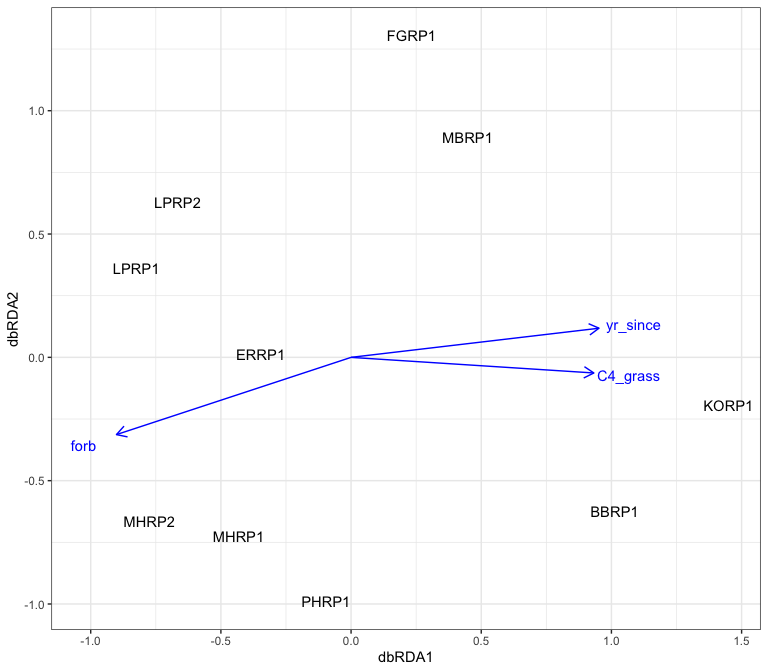 FGRP1
1.0
MBRP1
LPRP2
0.5
LPRP1
dbRDA2
yr_since
0.0
ERRP1
C4_grass
KORP1
forb
-0.5
BBRP1
MHRP2
MHRP1
PHRP1
-1.0
-1.0 -0.5 0.0 0.5 1.0 1.5
dbRDA1